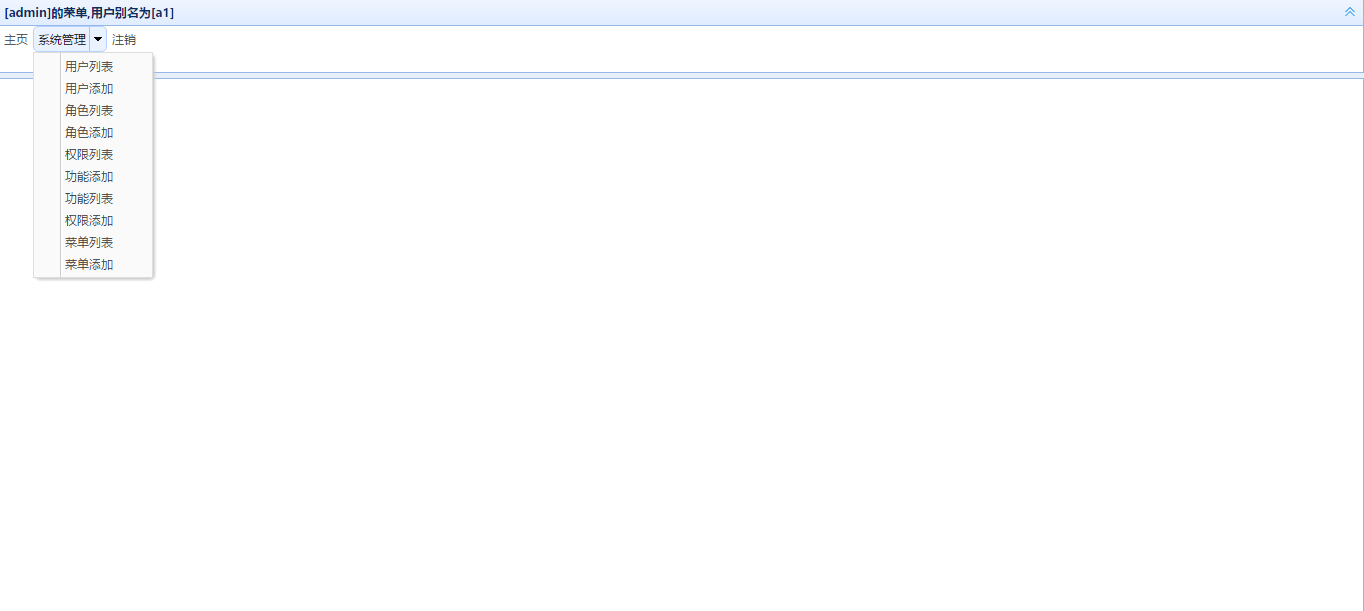 [admin]的荣单,用户别名为[a1]
主页 系统管理 注销
用户列表
用户添加
角色列表
角色添加
权限列表
功能添加
功能列表
权限添加
菜单列表
菜单添加